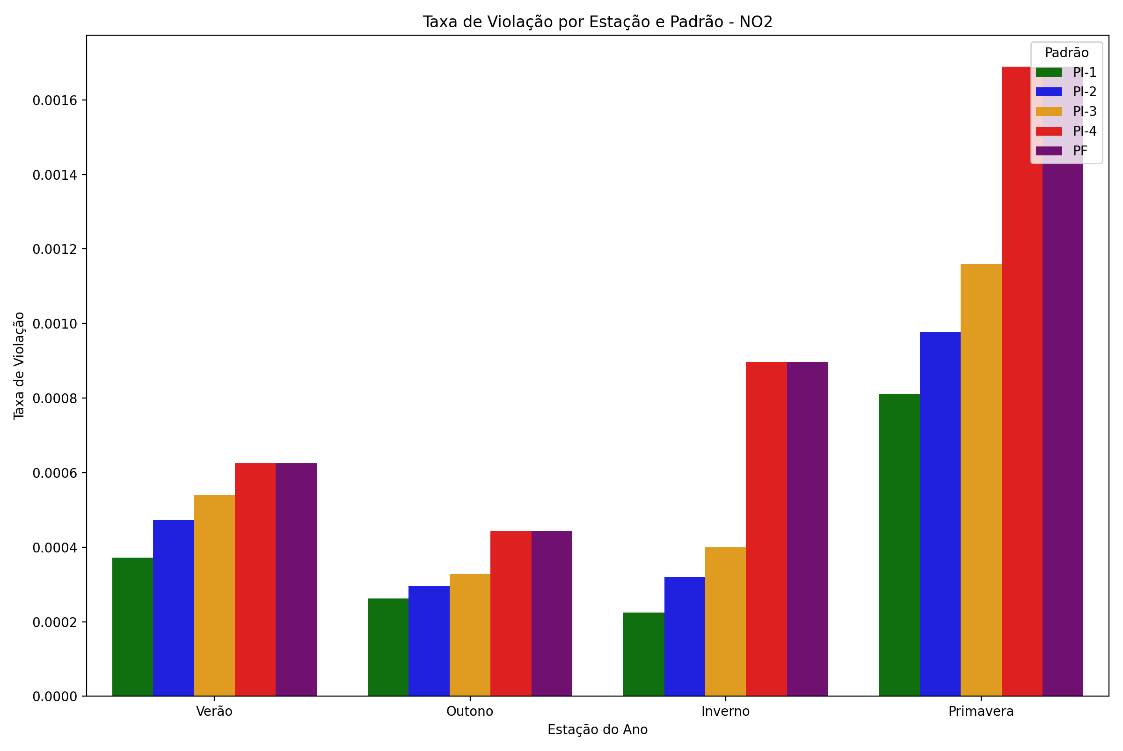 Taxa de Violação por Estação e Padrão - NO2
Padrão
PI-1
PI-2
PI-3
PI-4
PF
0.0016
0.0014
0.0012
0.0010
0.0008
0.0006
0.0004
0.0002
0.0000
Taxa de Violação
Verão
Outono
Inverno
Primavera
Estação do Ano